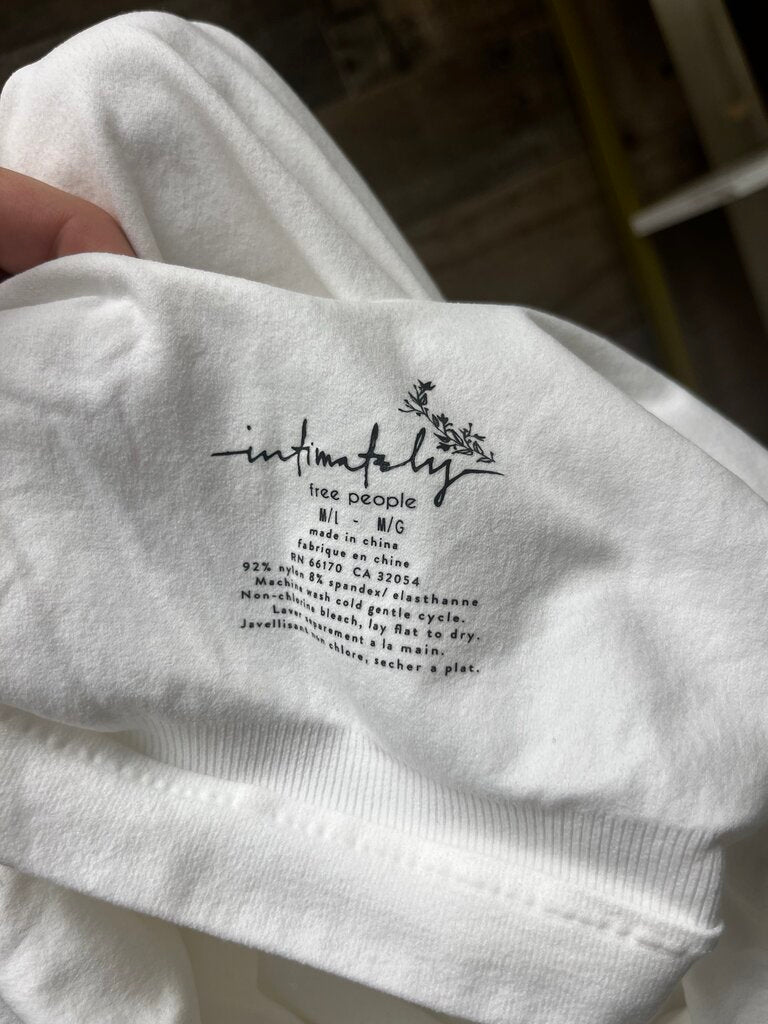 intimately
free people
M/L - M/G
made in china
fabrique en chine
RN 66170 CA 32054
92% nylon 8% spandex/ elasthanne
Machine wash cold gentle cycle.
Non-chlorine bleach, lay flat to dry.
Laver separement a la main.
Javellisant non chlore, secher a plat.